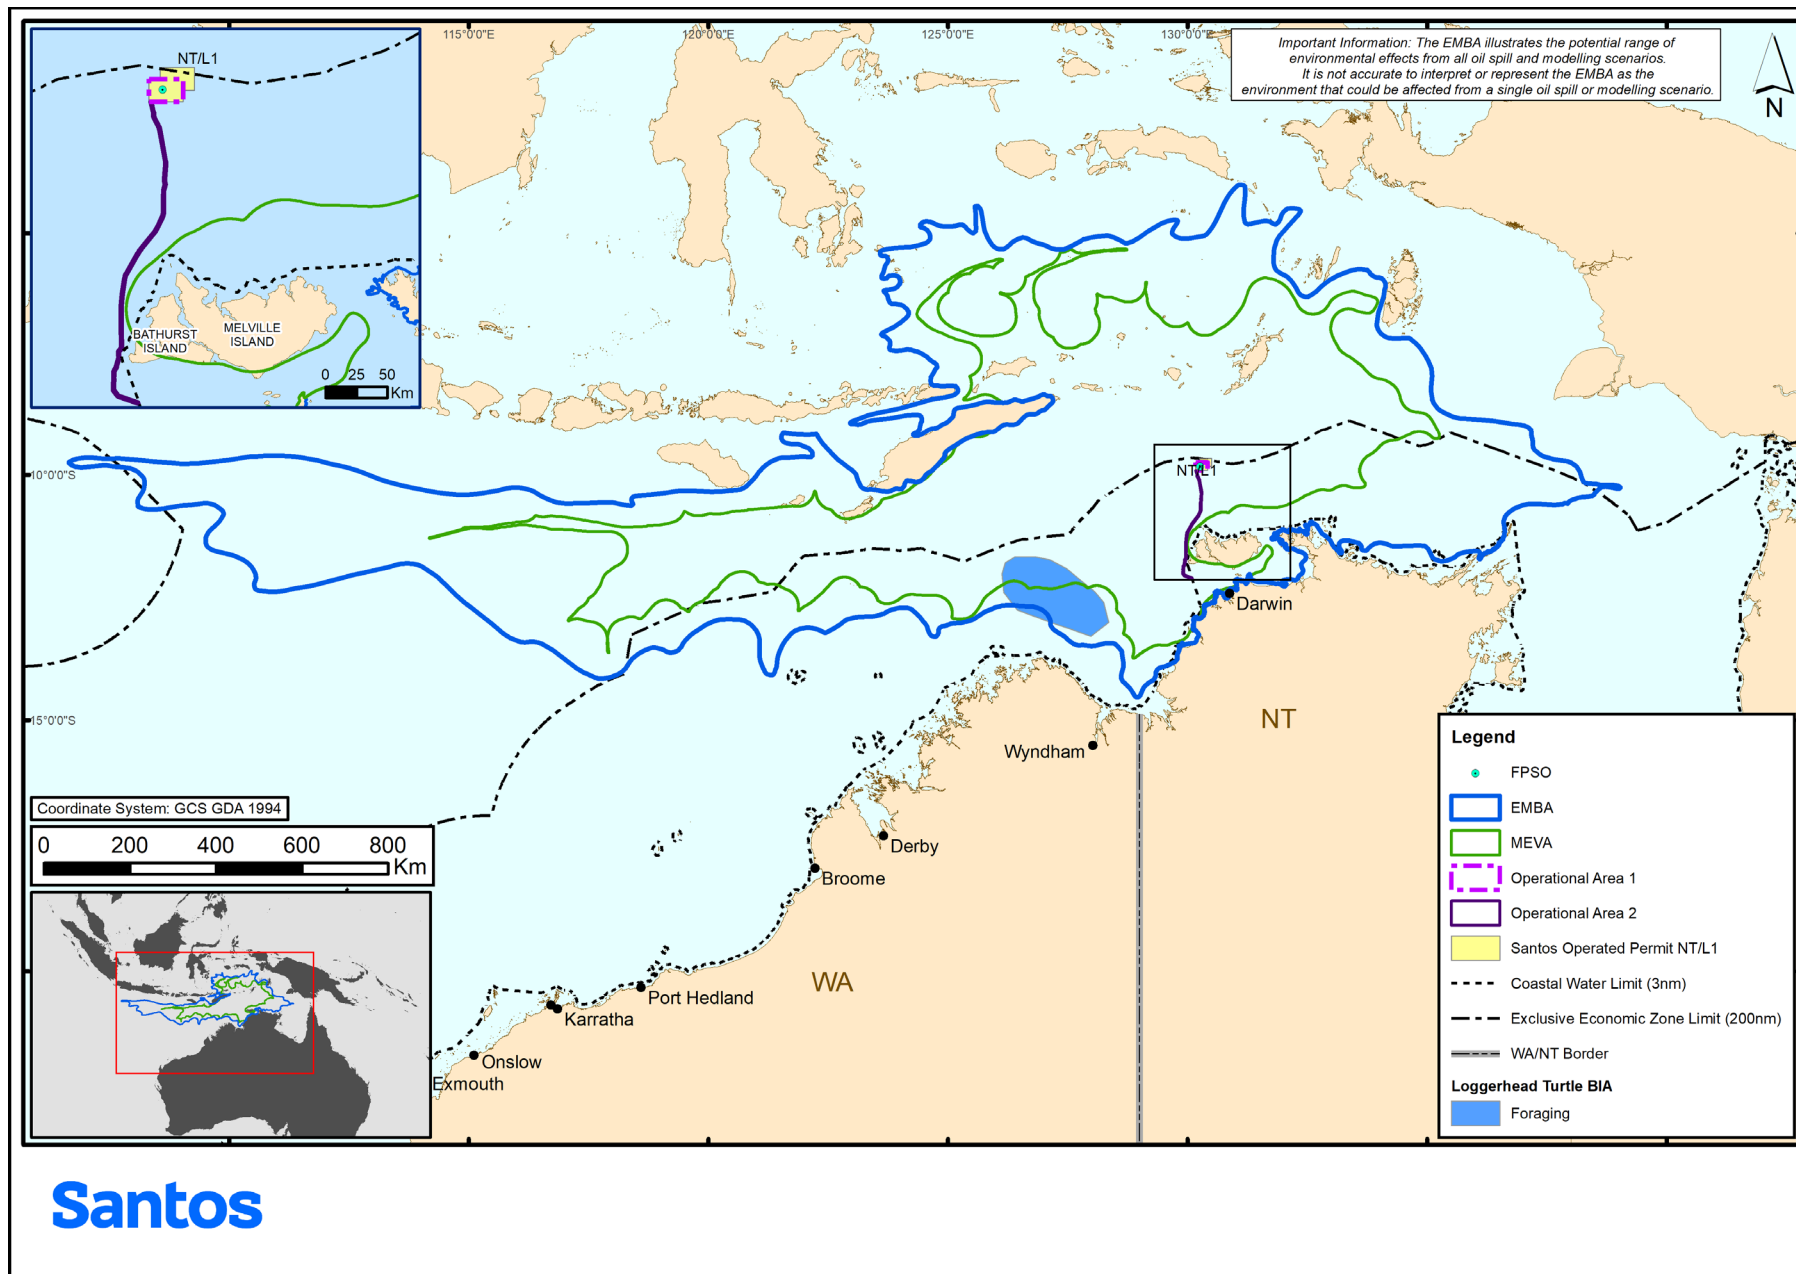 115°0'0"E
120°0'0"E
125°0'0"E
130°0'0"E
Important Information: The EMBA illustrates the potential range of
environmental effects from all oil spill and modelling scenarios.
It is not accurate to interpret or represent the EMBA as the
environment that could be affected from a single oil spill or modelling scenario.
N
NT/L1
BATHURST
ISLAND
MELVILLE
ISLAND
0 25 50
Km
10°0'0"S
NT/L1
Darwin
15°0'0"S
NT
Wyndham
Derby
Broome
WA
Port Hedland
Karratha
Onslow
Exmouth
Coordinate System: GCS GDA 1994
0 200 400 600 800
Km
Legend
FPSO
EMBA
MEVA
Operational Area 1
Operational Area 2
Santos Operated Permit NT/L1
Coastal Water Limit (3nm)
Exclusive Economic Zone Limit (200nm)
WA/NT Border
Loggerhead Turtle BIA
Foraging
Santos